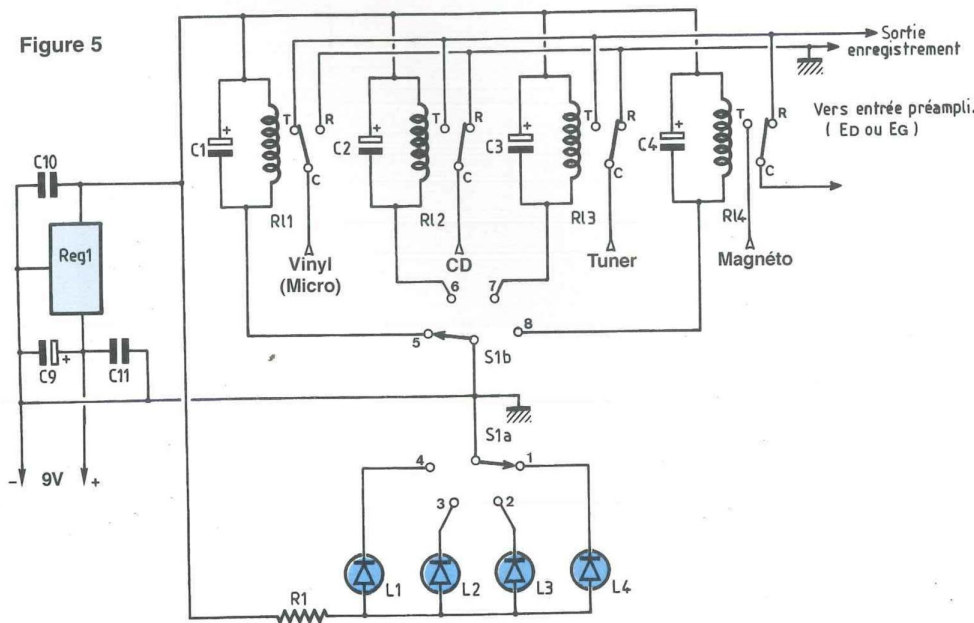 Figure 5
Sortie
enregistrement
Vers entrée préampli.
( ED ou EG )
C1
T
R
C
Rl1
Vinyl
(Micro)
C2
T
R
C
Rl2
CD
C3
T
R
C
Rl3
Tuner
C4
T
R
C
Rl4
Magnéto
C10
Reg1
C9
+
C11
- 9V +
+
+
+
+
6
7
5
8
S1b
S1a
4
1
3
2
L1
L2
L3
L4
R1